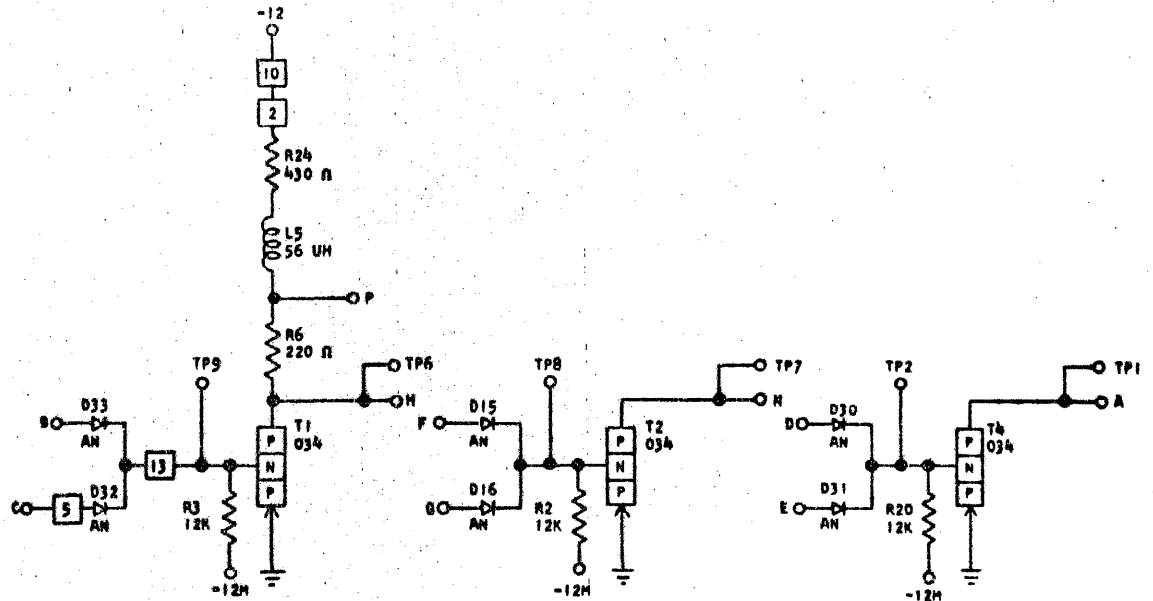 -12
10
2
R24
430 Ω
L5
56 UH
P
R6
220 Ω
TP9
TP6
H
D33
B
AN
T1
034
P
N
P
13
D32
C
5
AN
R3
12K
-12M
TP8
TP7
N
D15
F
AN
T2
034
P
N
P
D16
G
AN
R2
12K
-12M
TP2
TP1
A
D30
D
AN
T4
034
P
N
P
D31
E
AN
R20
12K
-12M